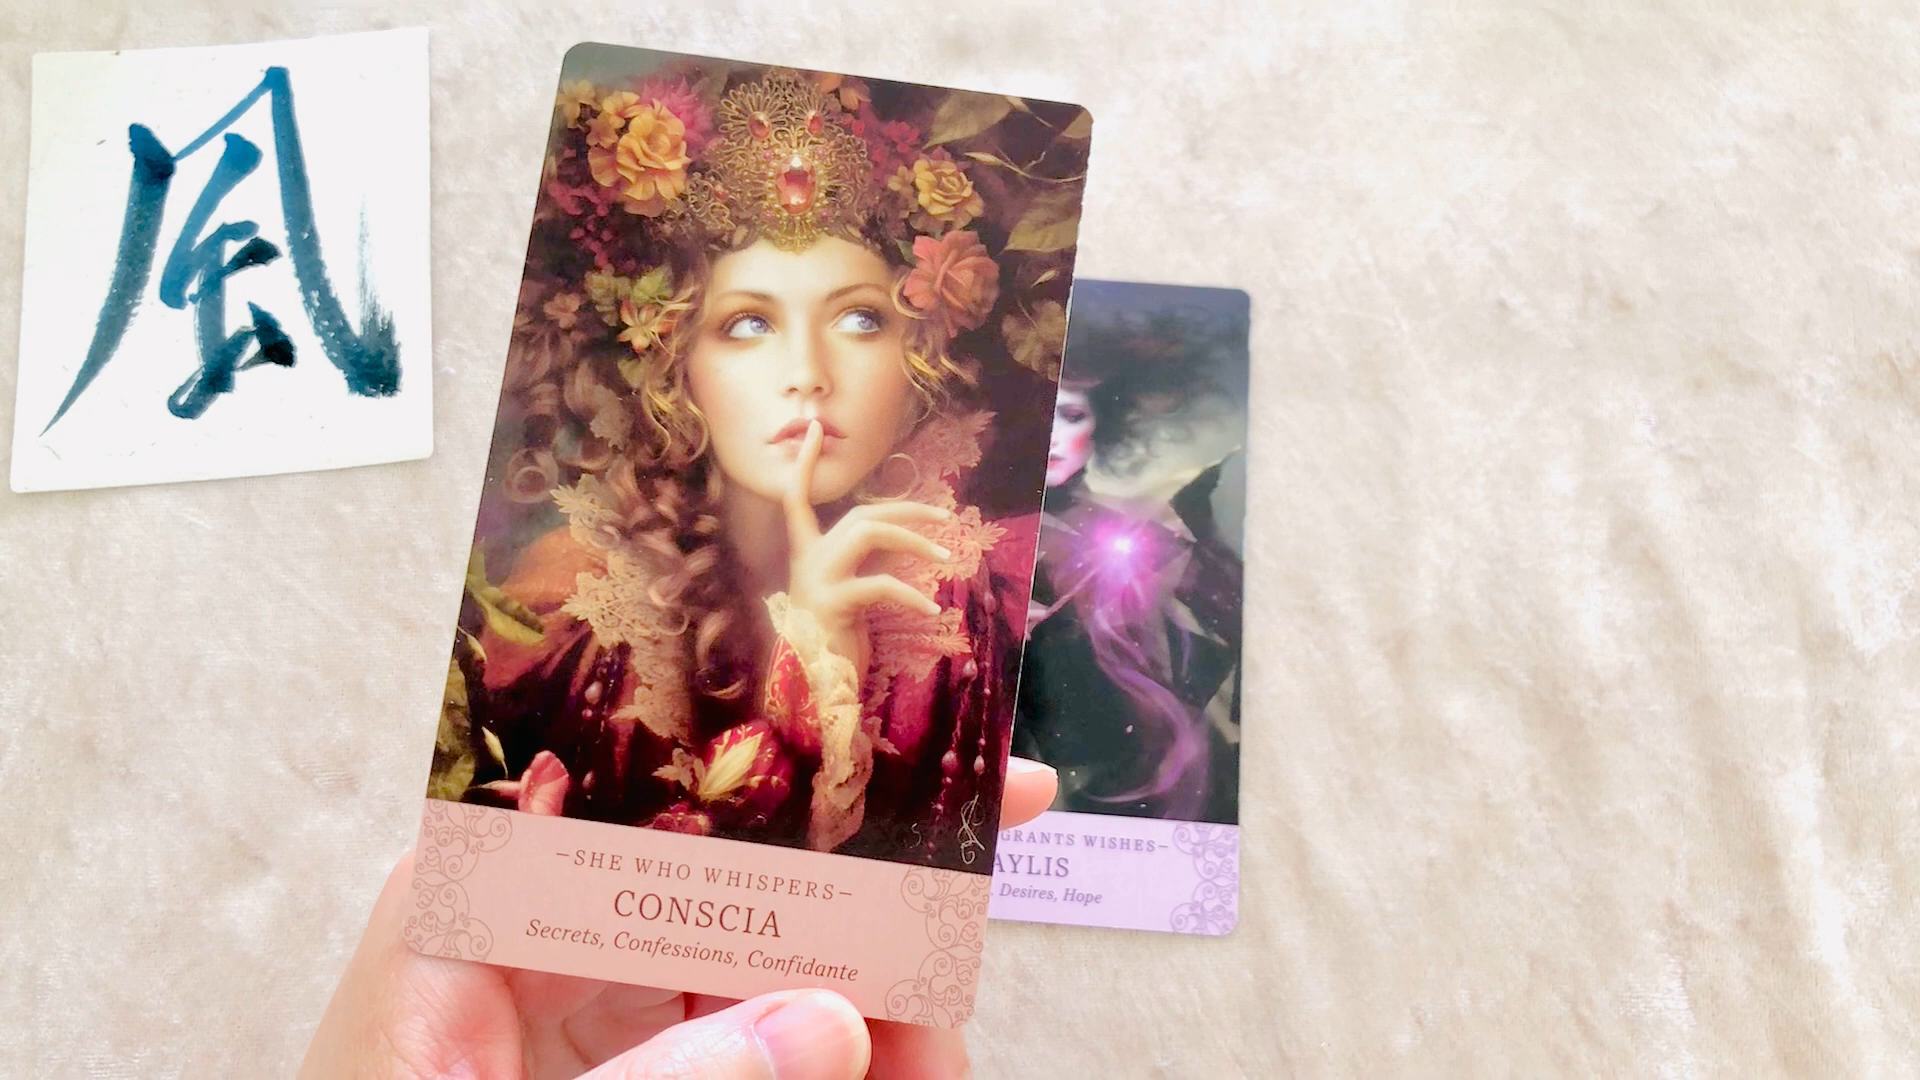 風
–SHE WHO WHISPERS–
CONSCIA
Secrets, Confessions, Confidante
GRANTS WISHES–
AYLIS
Desires, Hope